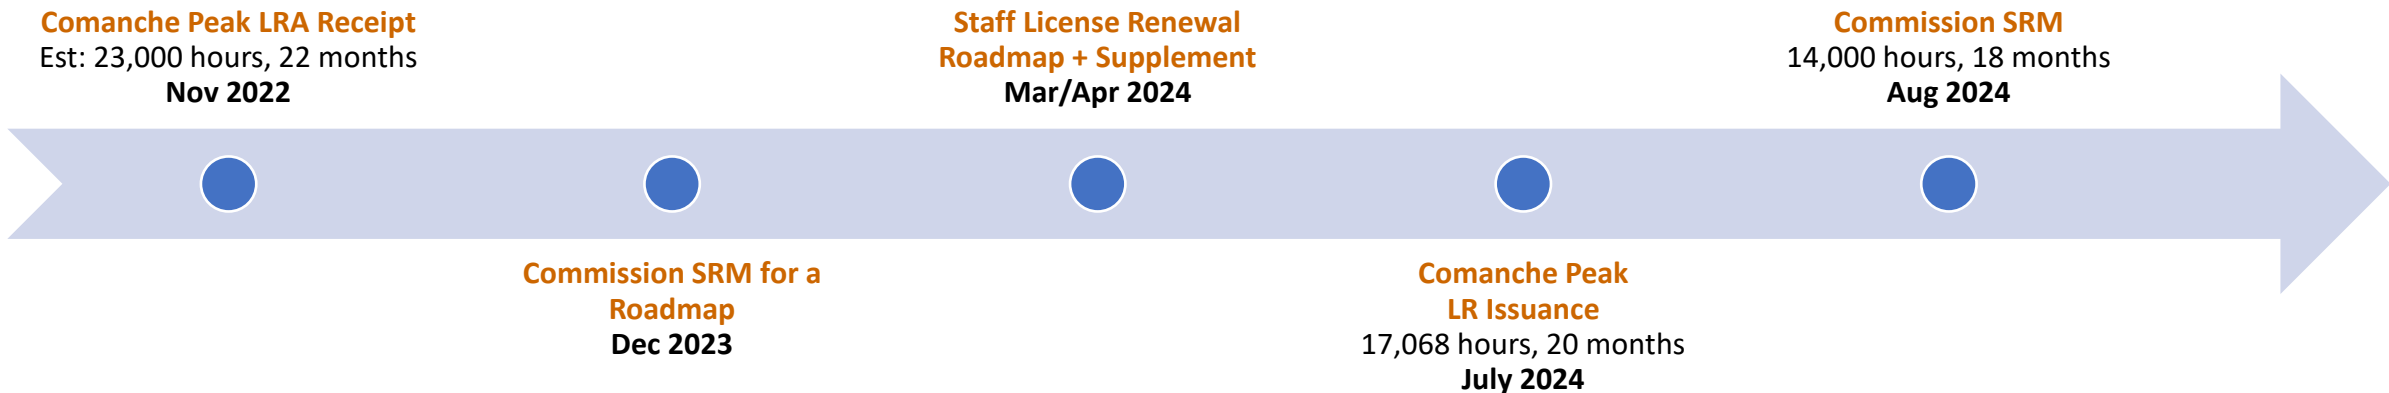 Comanche Peak LRA Receipt
Est: 23,000 hours, 22 months
Nov 2022
Commission SRM for a
Roadmap
Dec 2023
Staff License Renewal
Roadmap + Supplement
Mar/Apr 2024
Comanche Peak
LR Issuance
17,068 hours, 20 months
July 2024
Commission SRM
14,000 hours, 18 months
Aug 2024